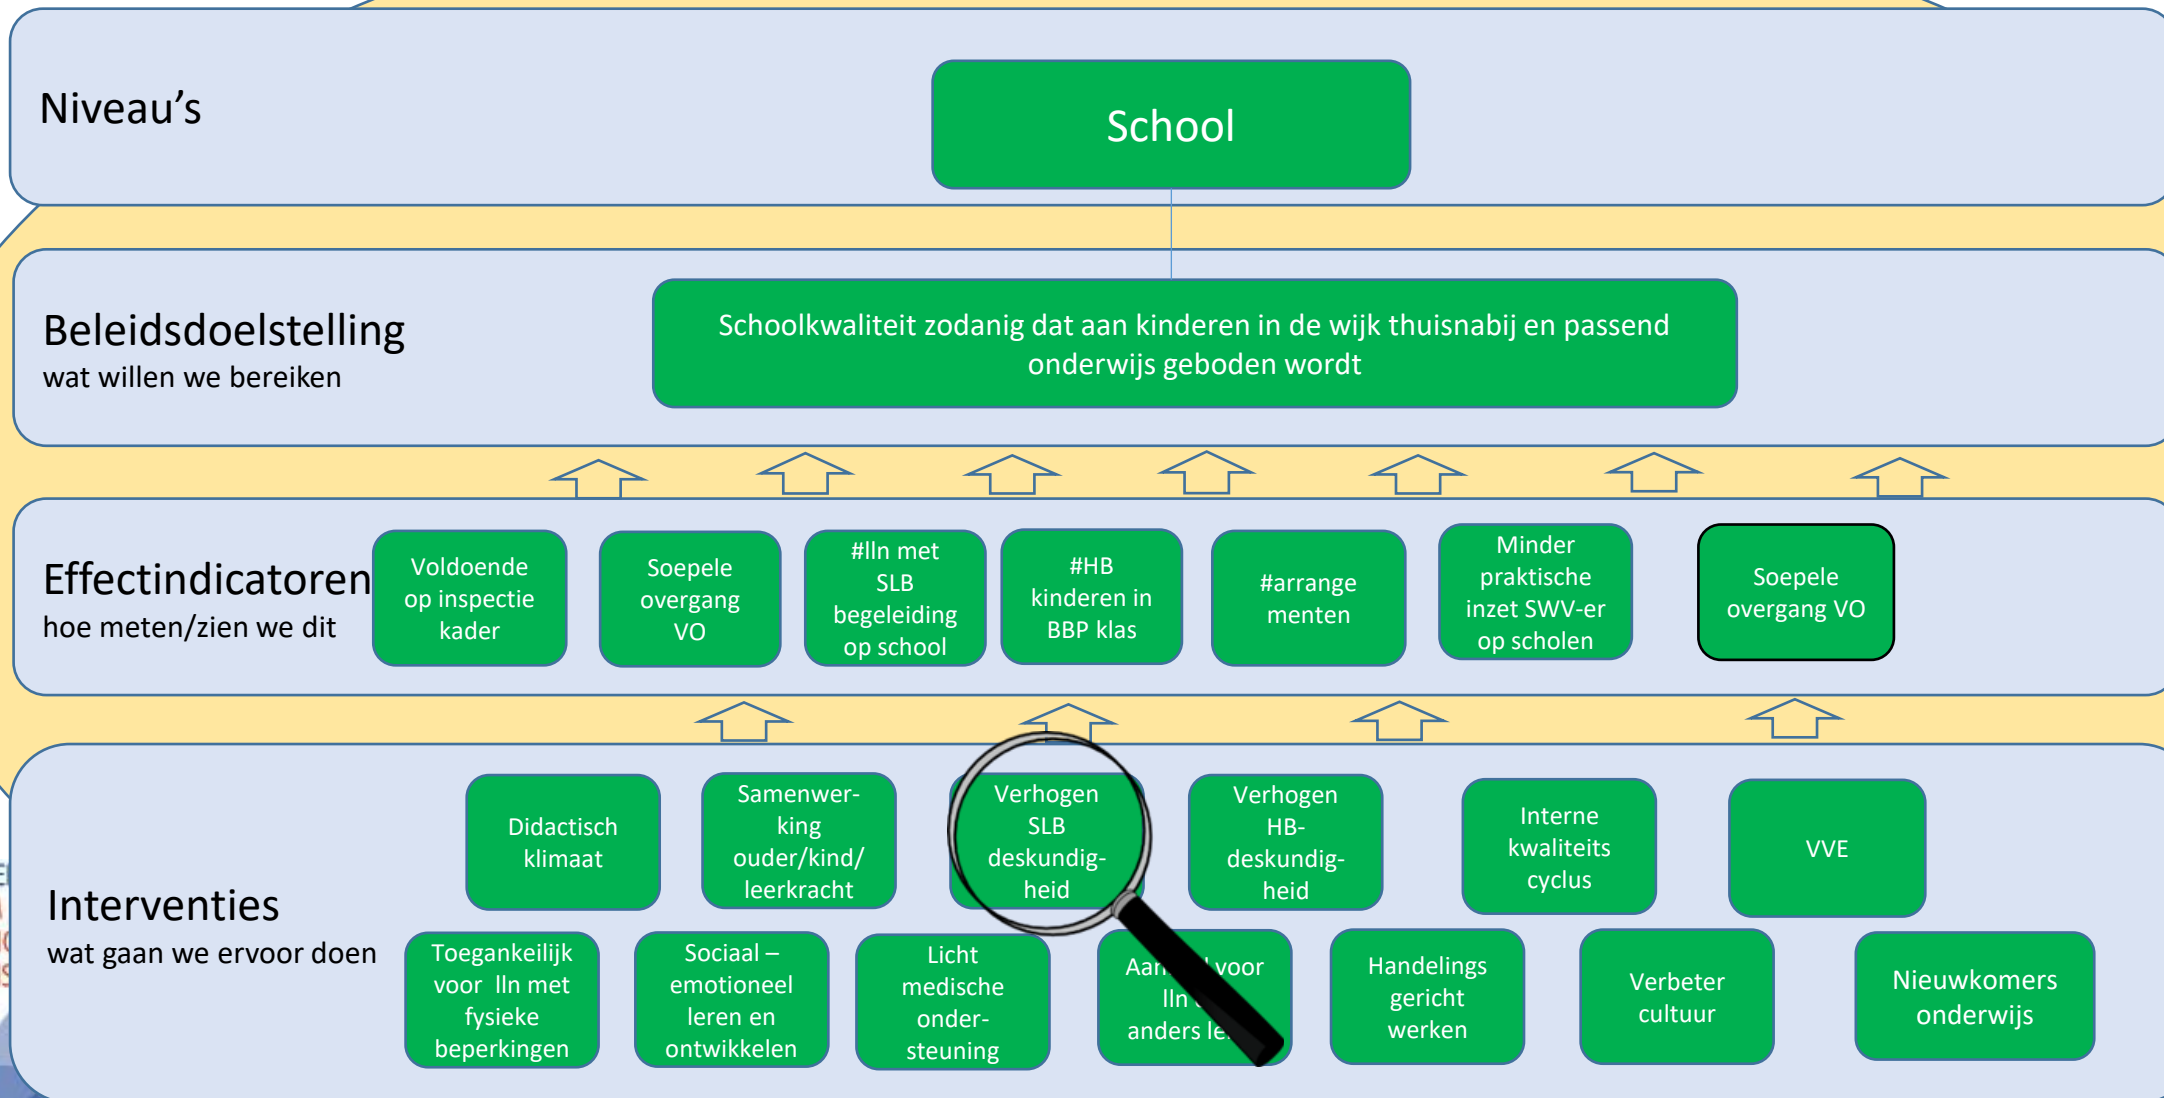 Niveau's
School
Beleidsdoelstelling
wat willen we bereiken
Schoolkwaliteit zodanig dat aan kinderen in de wijk thuisnabij en passend
onderwijs geboden wordt
Effectindicatoren
hoe meten/zien we dit
Voldoende
op inspectie
kader
Soepele
overgang
VO
#lln met
SLB
begeleiding
op school
#HB
kinderen in
BBP klas
#arrange
menten
Minder
praktische
inzet SWV-er
op scholen
Soepele
overgang VO
Interventies
wat gaan we ervoor doen
Didactisch
klimaat
Samenwer-
king
ouder/kind/
leerkracht
Verhogen
SLB
deskundig-
heid
Verhogen
HB-
deskundig-
heid
Interne
kwaliteits
cyclus
VVE
Toegankeilijk
voor lln met
fysieke
beperkingen
Sociaal –
emotioneel
leren en
ontwikkelen
Licht
medische
onder-
steuning
voor
lln
anders
Handelings
gericht
werken
Verbeter
cultuur
Nieuwkomers
onderwijs